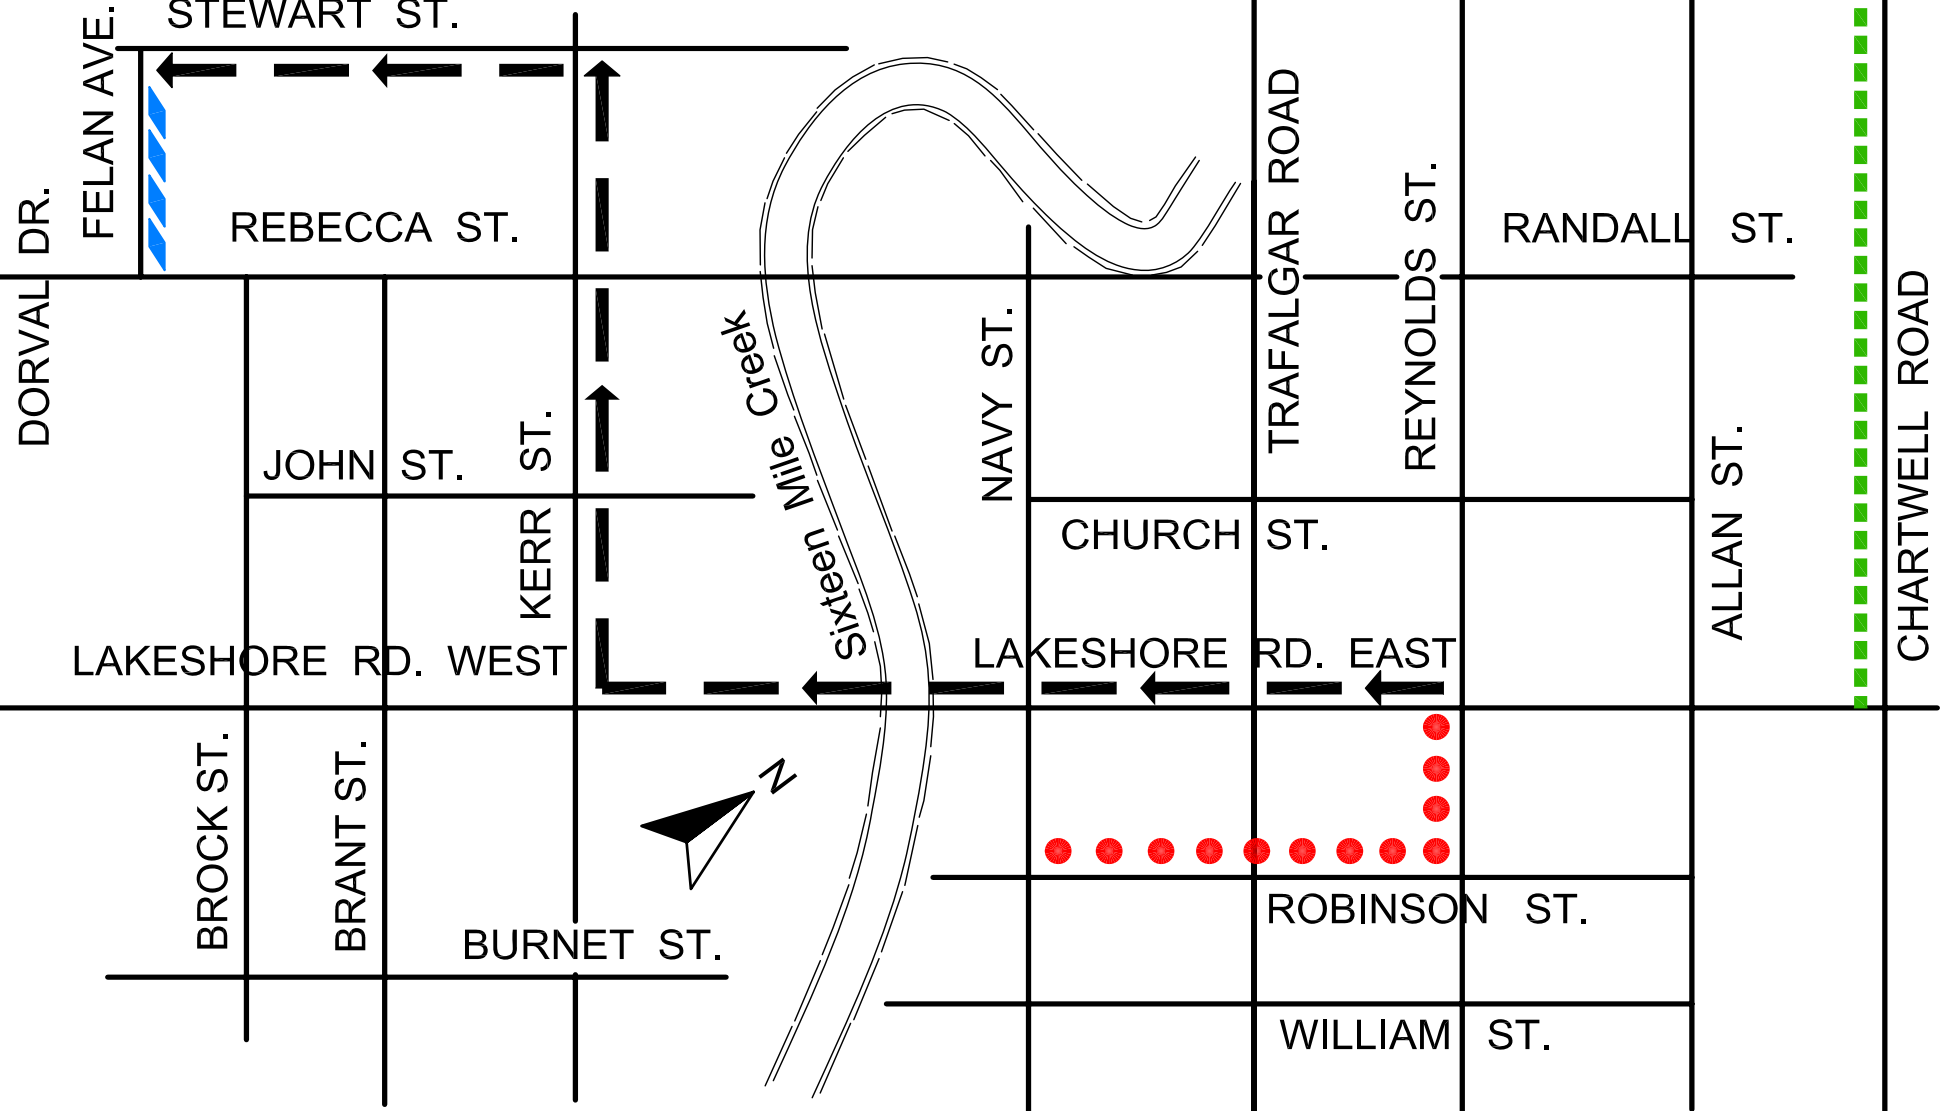 STEWART ST.
FELAN AVE.
DORVAL DR.
REBECCA ST.
RANDALL ST.
TRAFALGAR ROAD
REYNOLDS ST.
CHARTWELL ROAD
Sixteen Mile Creek
NAVY ST.
KERR ST.
JOHN ST.
CHURCH ST.
ALLAN ST.
LAKESHORE RD. WEST
LAKESHORE RD. EAST
BROCK ST.
BRANT ST.
N
BURNET ST.
ROBINSON ST.
WILLIAM ST.